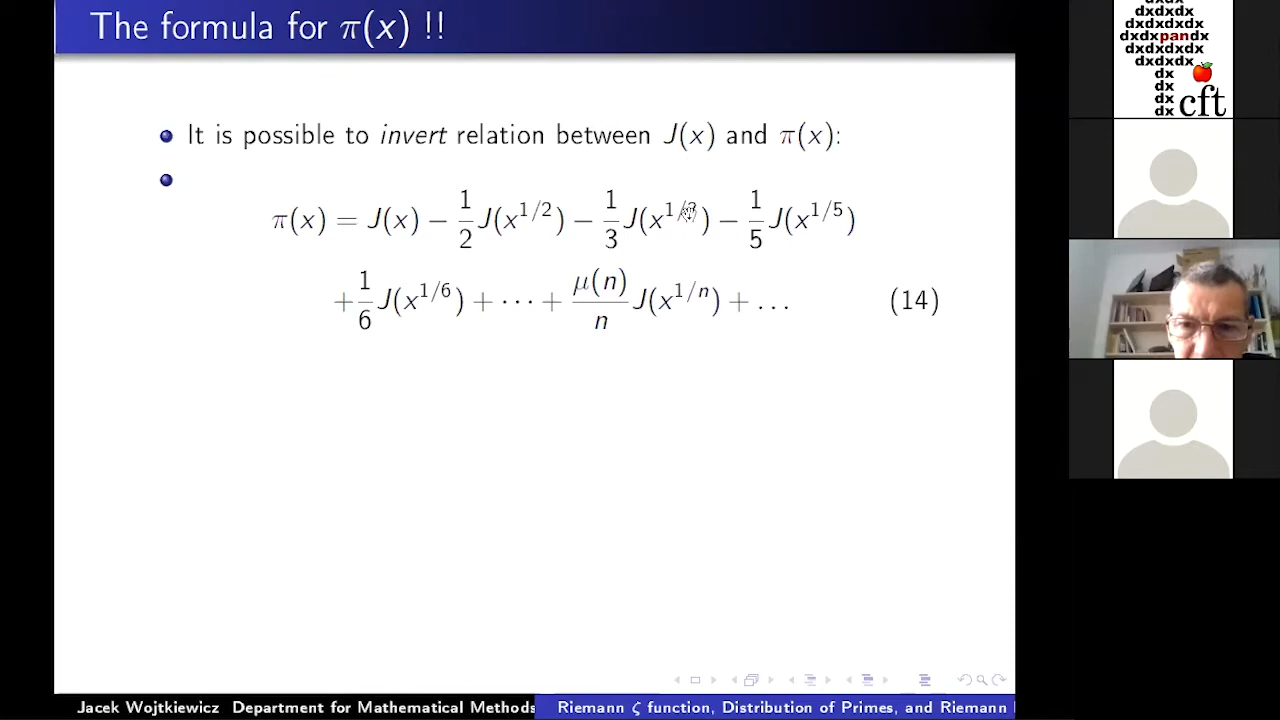 The formula for π(x) !!
It is possible to invert relation between J(x) and π(x):
π(x) = J(x) − 1/2 J(x^{1/2}) − 1/3 J(x^{1/3}) − 1/5 J(x^{1/5})
+ 1/6 J(x^{1/6}) + ⋯ + μ(n)/n J(x^{1/n}) + … (14)
Jacek Wojtkiewicz Department for Mathematical Methods
Riemann ζ function, Distribution of Primes, and Riemann
dxdxdx
dxdxdx
dxdxdxdx
dxdxpandx
dxdxdxdx
dxdxdx
dx
dx
dx
dx
cft